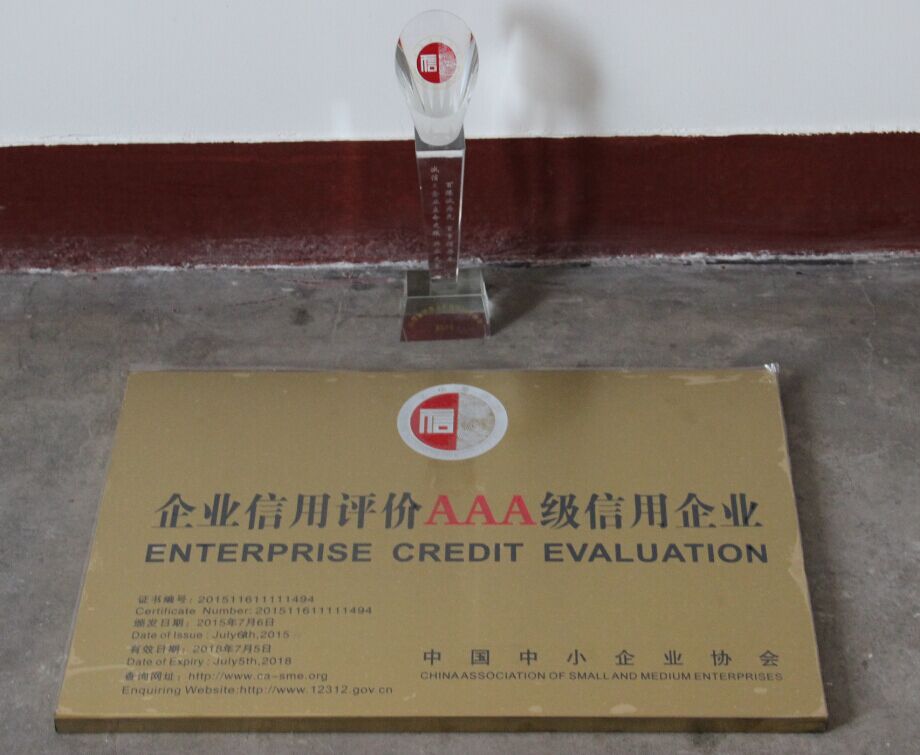 信
诚信
信
企业信用评价AAA级信用企业
ENTERPRISE CREDIT EVALUATION
证书编号：201511611111494
Certificate Number: 201511611111494
颁发日期：2015年7月6日
Date of Issue : July6th,2015
有效日期：2018年7月5日
Date of Expiry : July5th,2018
查询网址：http://www.ca-sme.org
Enquiring Website:http://www.12312.gov.cn
中国中小企业协会
CHINA ASSOCIATION OF SMALL AND MEDIUM ENTERPRISES